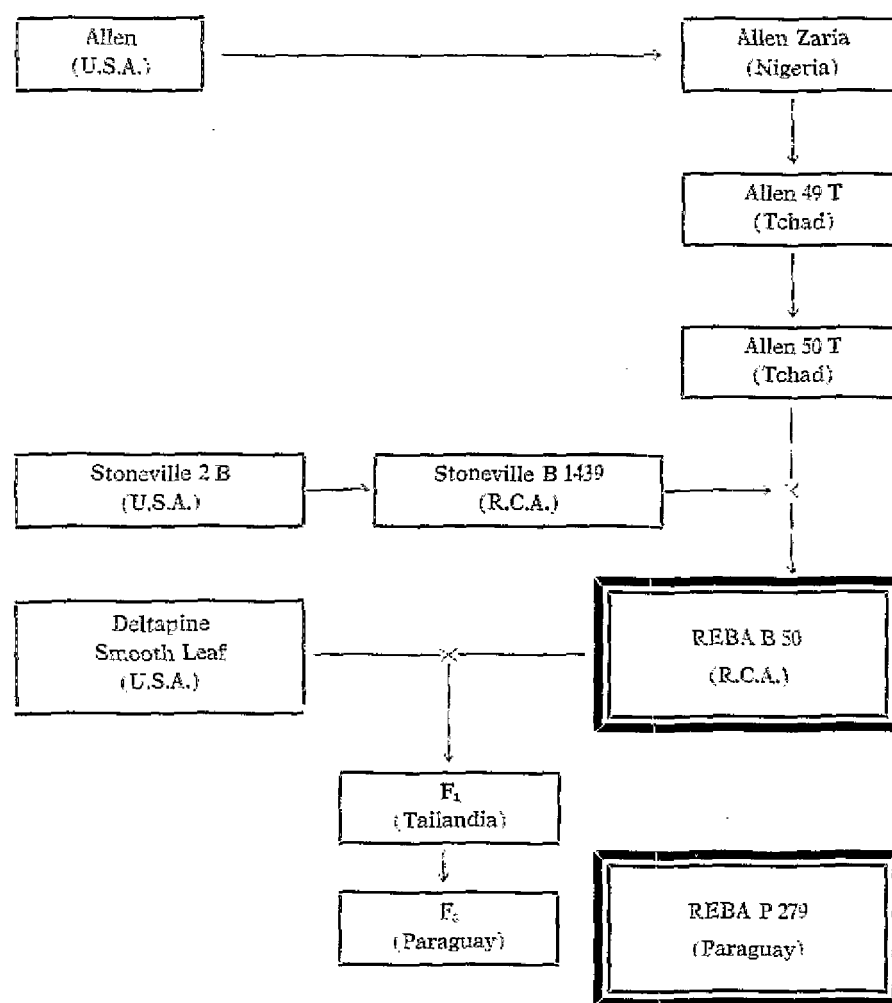 Allen
(U.S.A.)
Allen Zaria
(Nigeria)
Allen 49 T
(Tchad)
Allen 50 T
(Tchad)
Stoneville 2 B
(U.S.A.)
Stoneville B 1439
(R.C.A.)
Deltapine
Smooth Leaf
(U.S.A.)
REBA B 50
(R.C.A.)
F₁
(Tailandia)
F
(Paraguay)
REBA P 279
(Paraguay)